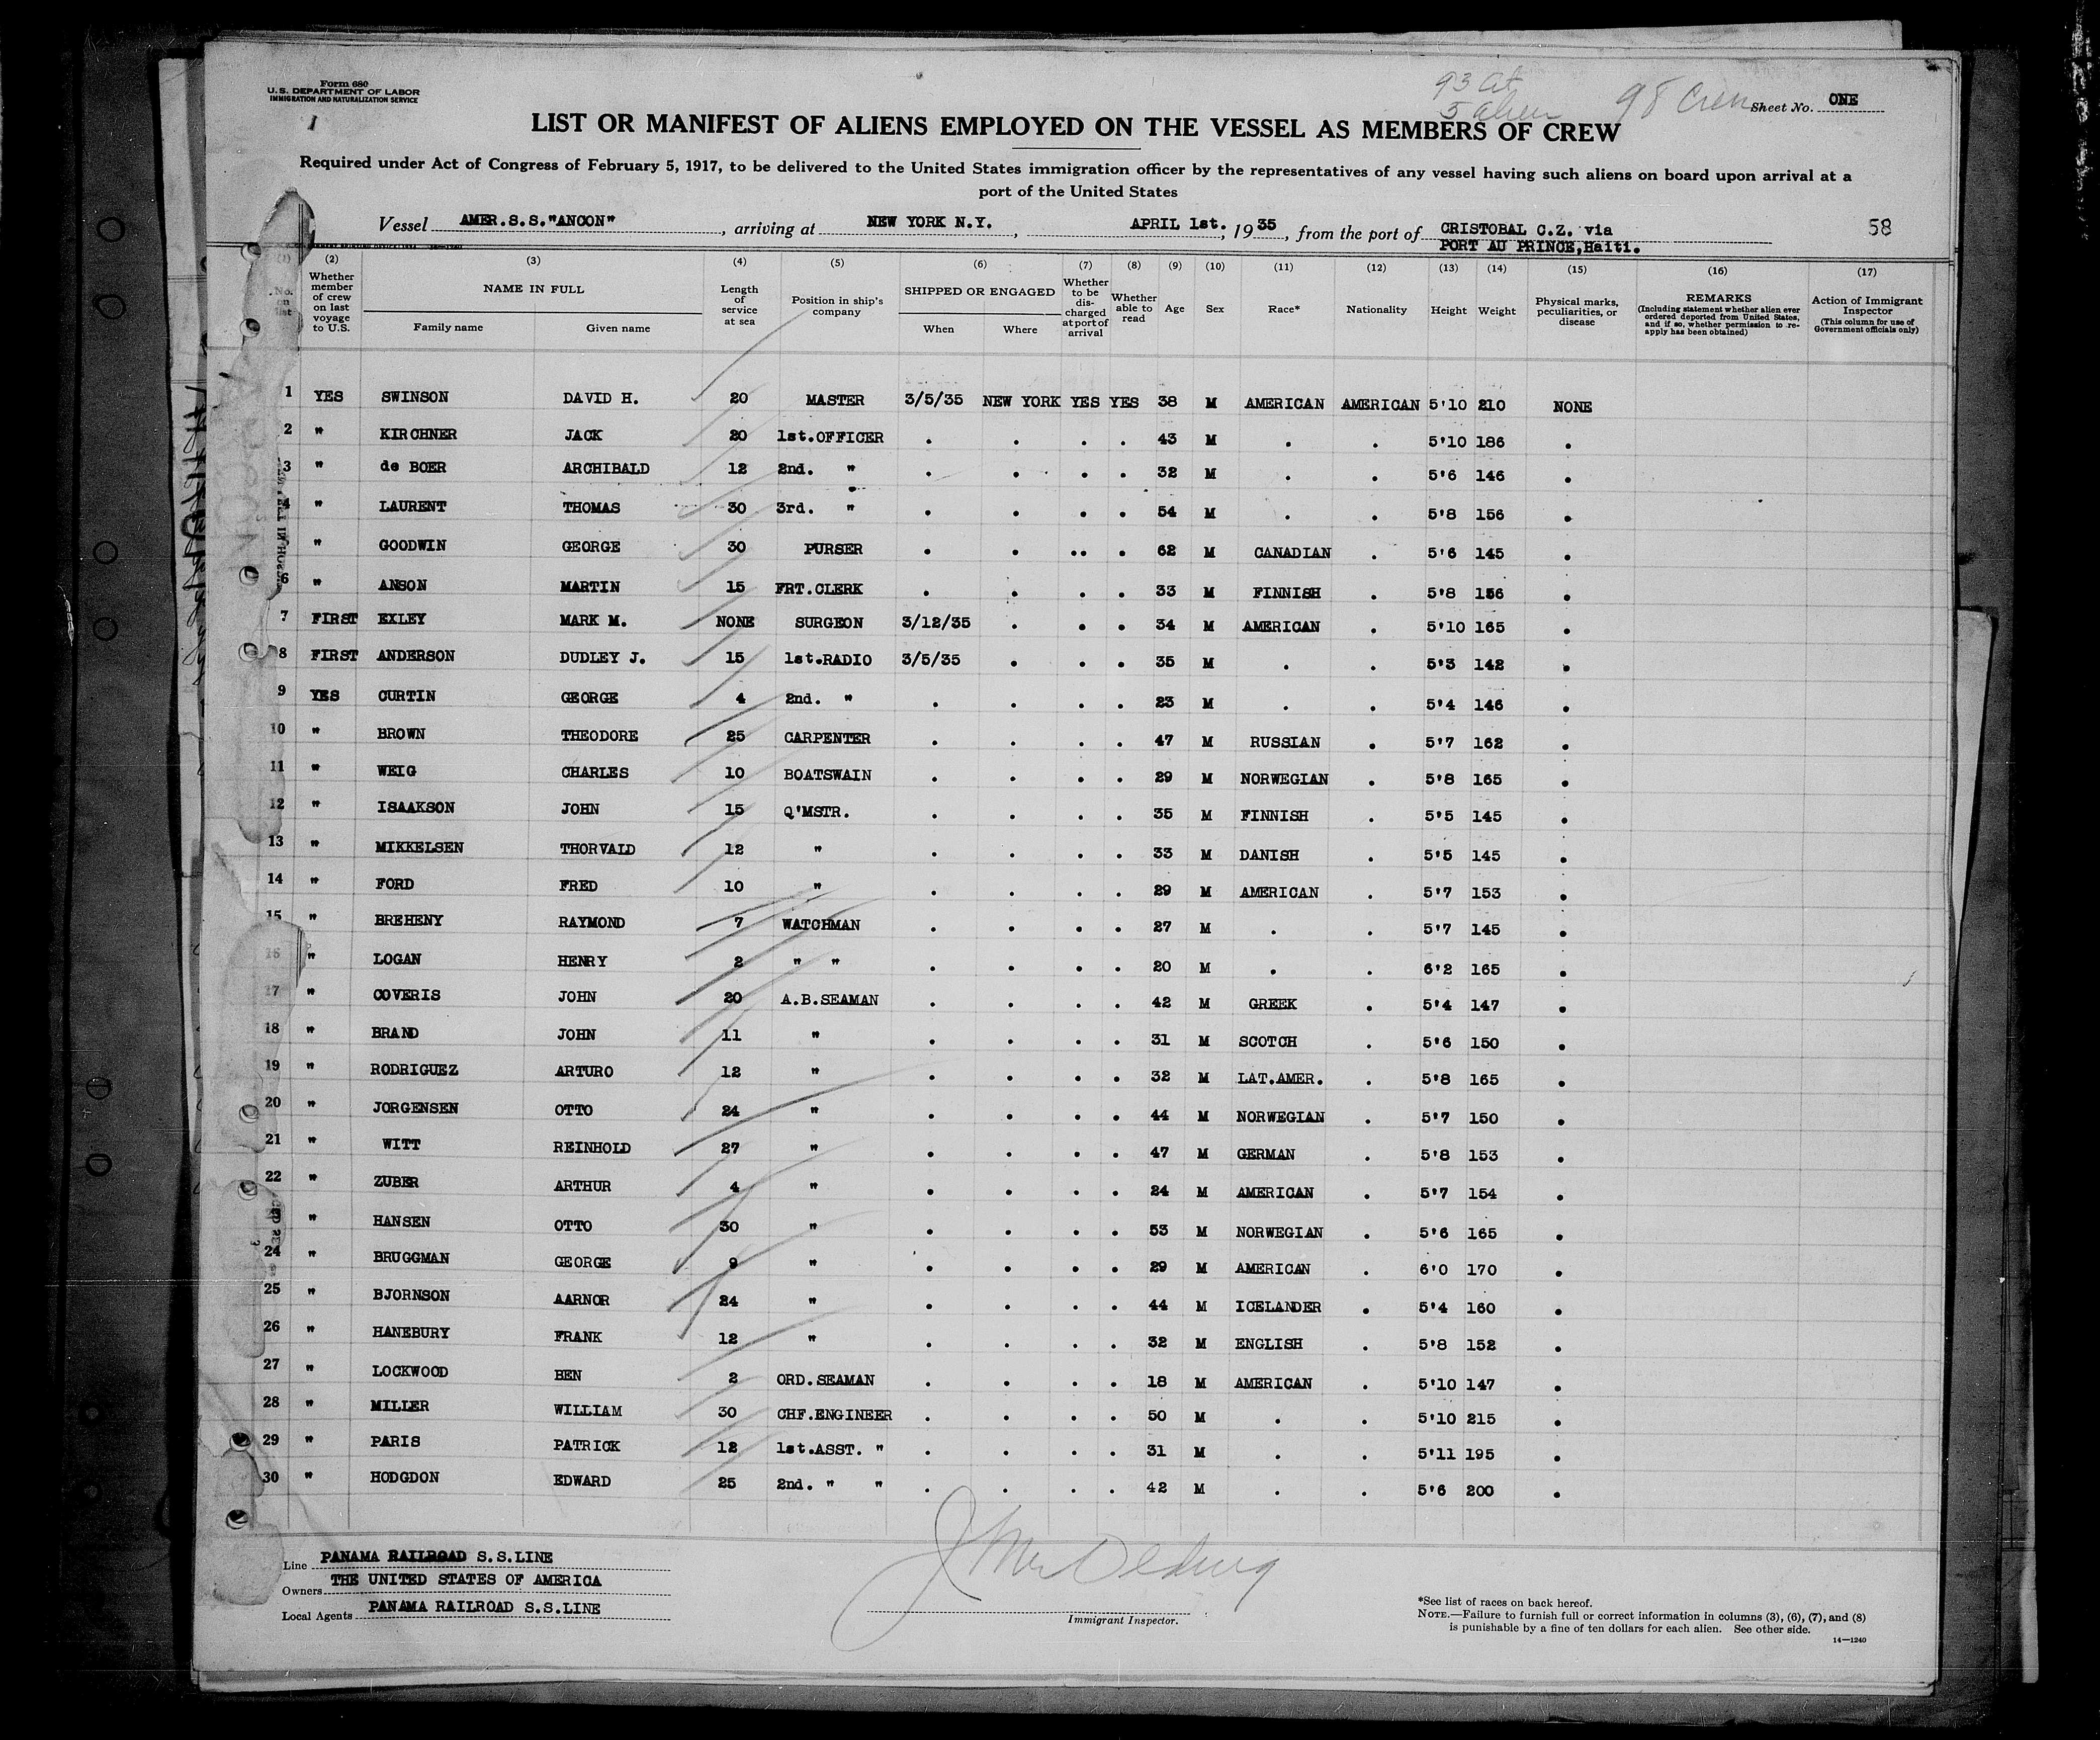 Form 680
U.S. DEPARTMENT OF LABOR
IMMIGRATION AND NATURALIZATION SERVICE
1
93 at
5 alien
98 Crew
Sheet No. ONE
LIST OR MANIFEST OF ALIENS EMPLOYED ON THE VESSEL AS MEMBERS OF CREW
Required under Act of Congress of February 5, 1917, to be delivered to the United States immigration officer by the representatives of any vessel having such aliens on board upon arrival at a
port of the United States
Vessel AMER.S.S."ANCON", arriving at NEW YORK N.Y., APRIL 1st., 1935, from the port of CRISTOBAL C.Z. via
PORT AU PRINCE,Haiti.
58
(1) (2) (3) (4) (5) (6) (7) (8) (9) (10) (11) (12) (13) (14) (15) (16) (17)
No. on list
Whether member of crew on last voyage to U.S.
NAME IN FULL
Family name Given name
Length of service at sea
Position in ship's company
SHIPPED OR ENGAGED
When Where
Whether to be discharged at port of arrival
Whether able to read
Age
Sex
Race*
Nationality
Height
Weight
Physical marks, peculiarities, or disease
REMARKS
(Including statement whether alien ever ordered deported from United States, and if so, whether permission to re-apply has been obtained)
Action of Immigrant Inspector
(This column for use of Government officials only)
1 YES SWINSON DAVID H. 20 MASTER 3/5/35 NEW YORK YES YES 38 M AMERICAN AMERICAN 5'10 210 NONE
2 " KIRCHNER JACK 20 1st.OFFICER . . . . 43 M . . 5'10 186 .
3 " de BOER ARCHIBALD 12 2nd. " . . . . 32 M . . 5'6 146 .
4 " LAURENT THOMAS 30 3rd. " . . . . 54 M . . 5'8 156 .
" GOODWIN GEORGE 30 PURSER . . .. . 62 M CANADIAN . 5'6 145 .
6 " ANSON MARTIN 15 FRT.CLERK . . . . 33 M FINNISH . 5'8 156 .
7 FIRST EXLEY MARK M. NONE SURGEON 3/12/35 . . . 34 M AMERICAN . 5'10 165 .
8 FIRST ANDERSON DUDLEY J. 15 1st.RADIO 3/5/35 . . . 35 M . . 5'3 142 .
9 YES CURTIN GEORGE 4 2nd. " . . . . 23 M . . 5'4 146 .
10 " BROWN THEODORE 25 CARPENTER . . . . 47 M RUSSIAN . 5'7 162 .
11 " WEIG CHARLES 10 BOATSWAIN . . . . 29 M NORWEGIAN . 5'8 165 .
12 " ISAAKSON JOHN 15 Q'MSTR. . . . . 35 M FINNISH . 5'5 145 .
13 " MIKKELSEN THORVALD 12 " . . . . 33 M DANISH . 5'5 145 .
14 " FORD FRED 10 " . . . . 29 M AMERICAN . 5'7 153 .
15 " BREHENY RAYMOND 7 WATCHMAN . . . . 27 M . . 5'7 145 .
16 " LOGAN HENRY 2 " " . . . . 20 M . . 6'2 165 .
17 " COVERIS JOHN 20 A.B.SEAMAN . . . . 42 M GREEK . 5'4 147 .
18 " BRAND JOHN 11 " . . . . 31 M SCOTCH . 5'6 150 .
19 " RODRIGUEZ ARTURO 12 " . . . . 32 M LAT.AMER. . 5'8 165 .
20 " JORGENSEN OTTO 24 " . . . . 44 M NORWEGIAN . 5'7 150 .
21 " WITT REINHOLD 27 " . . . . 47 M GERMAN . 5'8 153 .
22 " ZUBER ARTHUR 4 " . . . . 24 M AMERICAN . 5'7 154 .
" HANSEN OTTO 30 " . . . . 53 M NORWEGIAN . 5'6 165 .
24 " BRUGGMAN GEORGE 9 " . . . . 29 M AMERICAN . 6'0 170 .
25 " BJORNSON AARNOR 24 " . . . . 44 M ICELANDER . 5'4 160 .
26 " HANEBURY FRANK 12 " . . . . 32 M ENGLISH . 5'8 152 .
27 " LOCKWOOD BEN 2 ORD.SEAMAN . . . . 18 M AMERICAN . 5'10 147 .
28 " MILLER WILLIAM 30 CHF.ENGINEER . . . . 50 M . . 5'10 215 .
29 " PARIS PATRICK 12 1st.ASST. " . . . . 31 M . . 5'11 195 .
30 " HODGDON EDWARD 25 2nd. " " . . . . 42 M . . 5'6 200 .
Line PANAMA RAILROAD S.S.LINE
Owners THE UNITED STATES OF AMERICA
Local Agents PANAMA RAILROAD S.S.LINE
Immigrant Inspector.
*See list of races on back hereof.
NOTE.—Failure to furnish full or correct information in columns (3), (6), (7), and (8)
is punishable by a fine of ten dollars for each alien. See other side.
14—1240